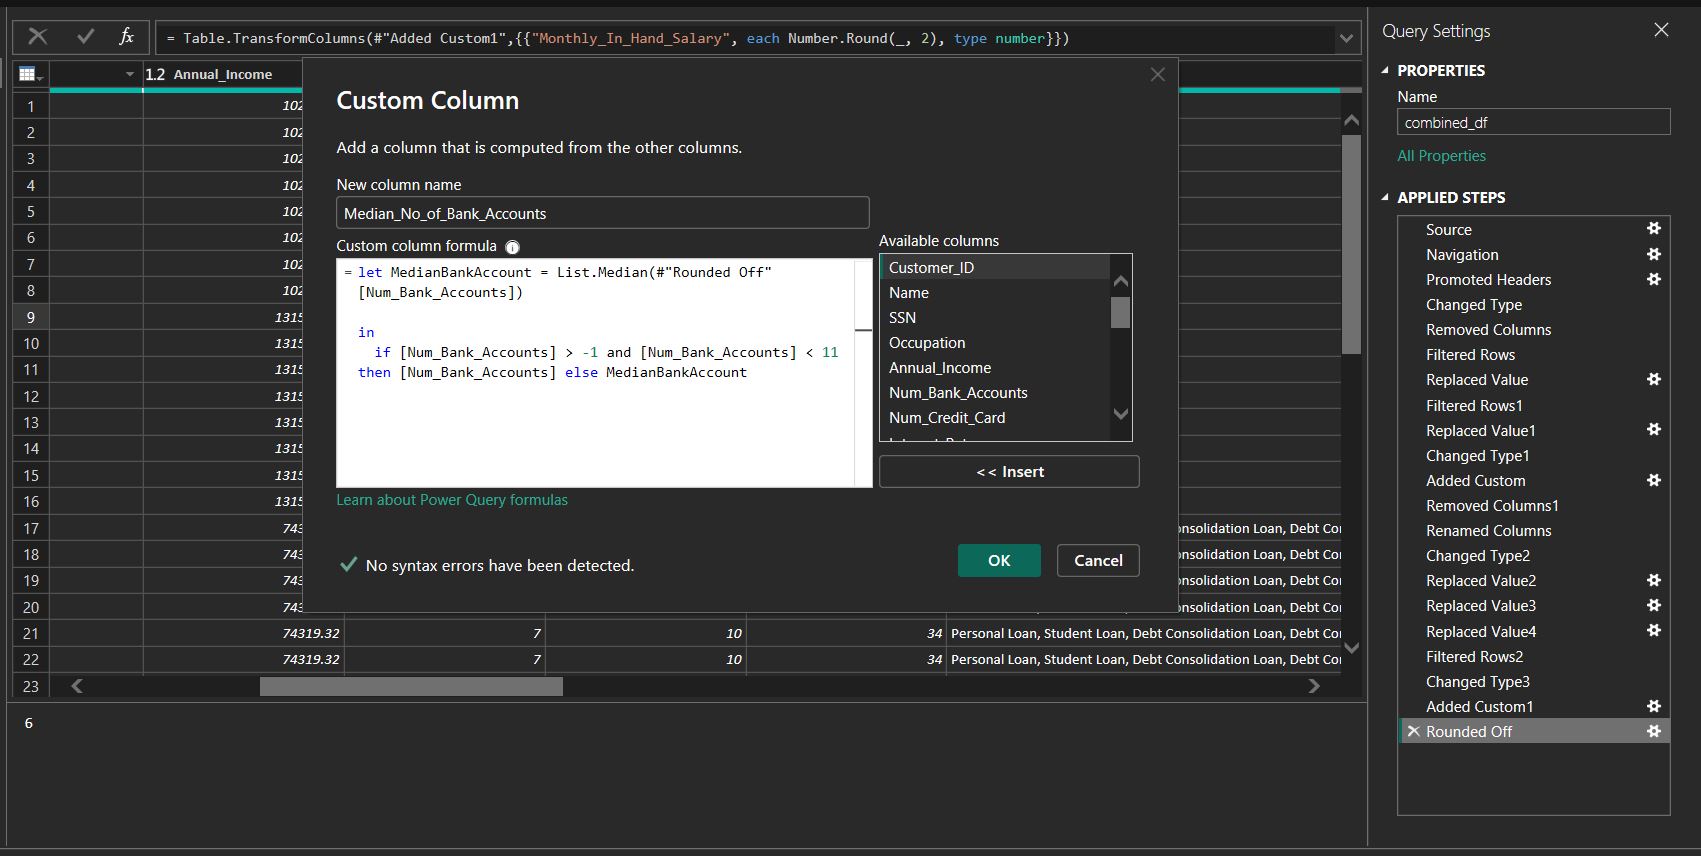 fx
= Table.TransformColumns(#"Added Custom1",{{"Monthly_In_Hand_Salary", each Number.Round(_, 2), type number}})
1.2 Annual_Income
1 102
2 102
3 102
4 102
5 102
6 102
7 102
8 102
9 1315
10 1315
11 1315
12 1315
13 1315
14 1315
15 1315
16 1315
17 743 onsolidation Loan, Debt Co
18 743 onsolidation Loan, Debt Co
19 743 onsolidation Loan, Debt Co
20 743 onsolidation Loan, Debt Co
21 74319.32 7 10 34 Personal Loan, Student Loan, Debt Consolidation Loan, Debt Co
22 74319.32 7 10 34 Personal Loan, Student Loan, Debt Consolidation Loan, Debt Co
23
6
Custom Column
Add a column that is computed from the other columns.
New column name
Median_No_of_Bank_Accounts
Custom column formula
= let MedianBankAccount = List.Median(#"Rounded Off"
[Num_Bank_Accounts])
in
if [Num_Bank_Accounts] > -1 and [Num_Bank_Accounts] < 11
then [Num_Bank_Accounts] else MedianBankAccount
Available columns
Customer_ID
Name
SSN
Occupation
Annual_Income
Num_Bank_Accounts
Num_Credit_Card
<< Insert
Learn about Power Query formulas
No syntax errors have been detected.
OK
Cancel
Query Settings
PROPERTIES
Name
combined_df
All Properties
APPLIED STEPS
Source
Navigation
Promoted Headers
Changed Type
Removed Columns
Filtered Rows
Replaced Value
Filtered Rows1
Replaced Value1
Changed Type1
Added Custom
Removed Columns1
Renamed Columns
Changed Type2
Replaced Value2
Replaced Value3
Replaced Value4
Filtered Rows2
Changed Type3
Added Custom1
Rounded Off